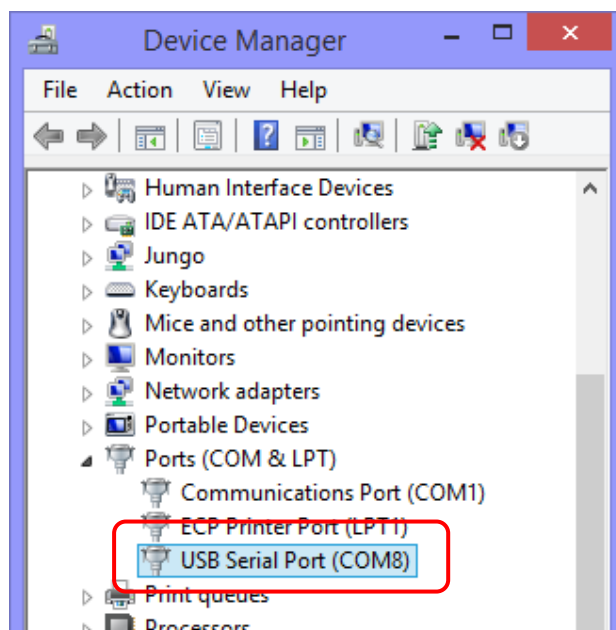 Device Manager
File Action View Help
Human Interface Devices
IDE ATA/ATAPI controllers
Jungo
Keyboards
Mice and other pointing devices
Monitors
Network adapters
Portable Devices
Ports (COM & LPT)
Communications Port (COM1)
ECP Printer Port (LPT1)
USB Serial Port (COM8)
Print queues
Processors